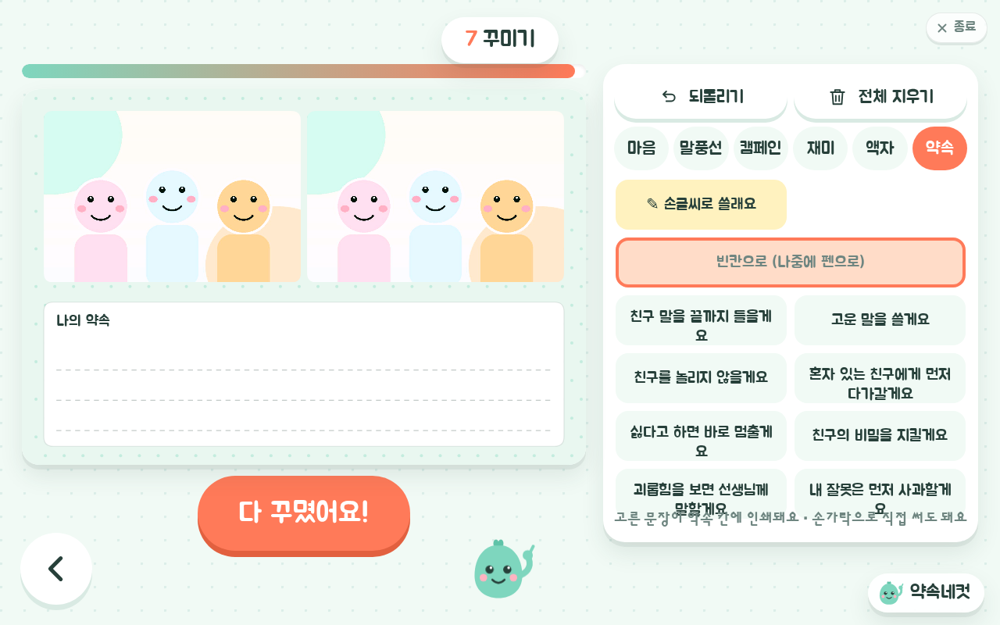 7 꾸미기
종료
되돌리기
전체 지우기
마음
말풍선
캠페인
재미
액자
약속
✎ 손글씨로 쓸래요
빈칸으로 (나중에 펜으로)
친구 말을 끝까지 들을게
요
고운 말을 쓸게요
친구를 놀리지 않을게요
혼자 있는 친구에게 먼저
다가갈게요
싫다고 하면 바로 멈출게
요
친구의 비밀을 지킬게요
괴롭힘을 보면 선생님께
말할게요
내 잘못은 먼저 사과할게
요
고른 문장이 약속 칸에 인쇄돼요 · 손가락으로 직접 써도 돼요
나의 약속
다 꾸몄어요!
약속네컷